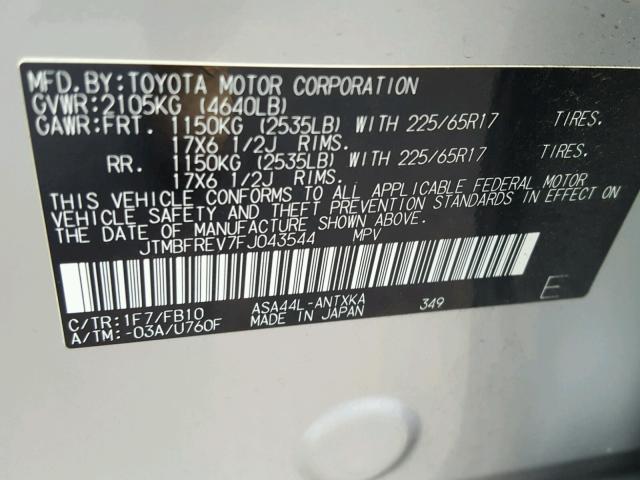 MFD.BY:TOYOTA MOTOR CORPORATION
GVWR:2105KG (4640LB)
GAWR:FRT. 1150KG (2535LB) WITH 225/65R17 TIRES.
17X6 1/2J RIMS.
RR. 1150KG (2535LB) WITH 225/65R17 TIRES.
17X6 1/2J RIMS.
THIS VEHICLE CONFORMS TO ALL APPLICABLE FEDERAL MOTOR
VEHICLE SAFETY AND THEFT PREVENTION STANDARDS IN EFFECT ON
THE DATE OF MANUFACTURE SHOWN ABOVE.
JTMBFREV7FJ043544 MPV
C/TR:1F7/FB10 ASA44L-ANTXKA 349 E
A/TM:-03A/U760F MADE IN JAPAN